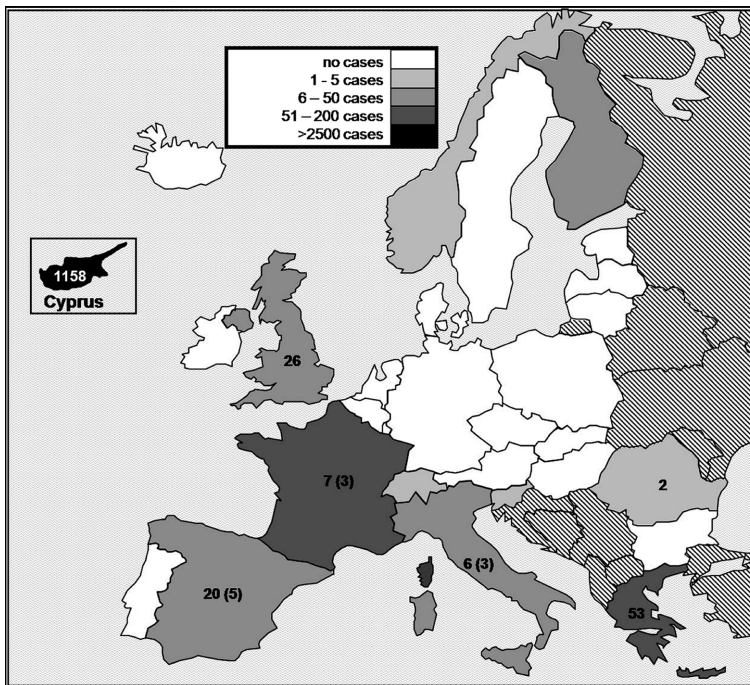 no cases
1 - 5 cases
6 – 50 cases
51 – 200 cases
>2500 cases
1158
Cyprus
26
7 (3)
2
6 (3)
20 (5)
53